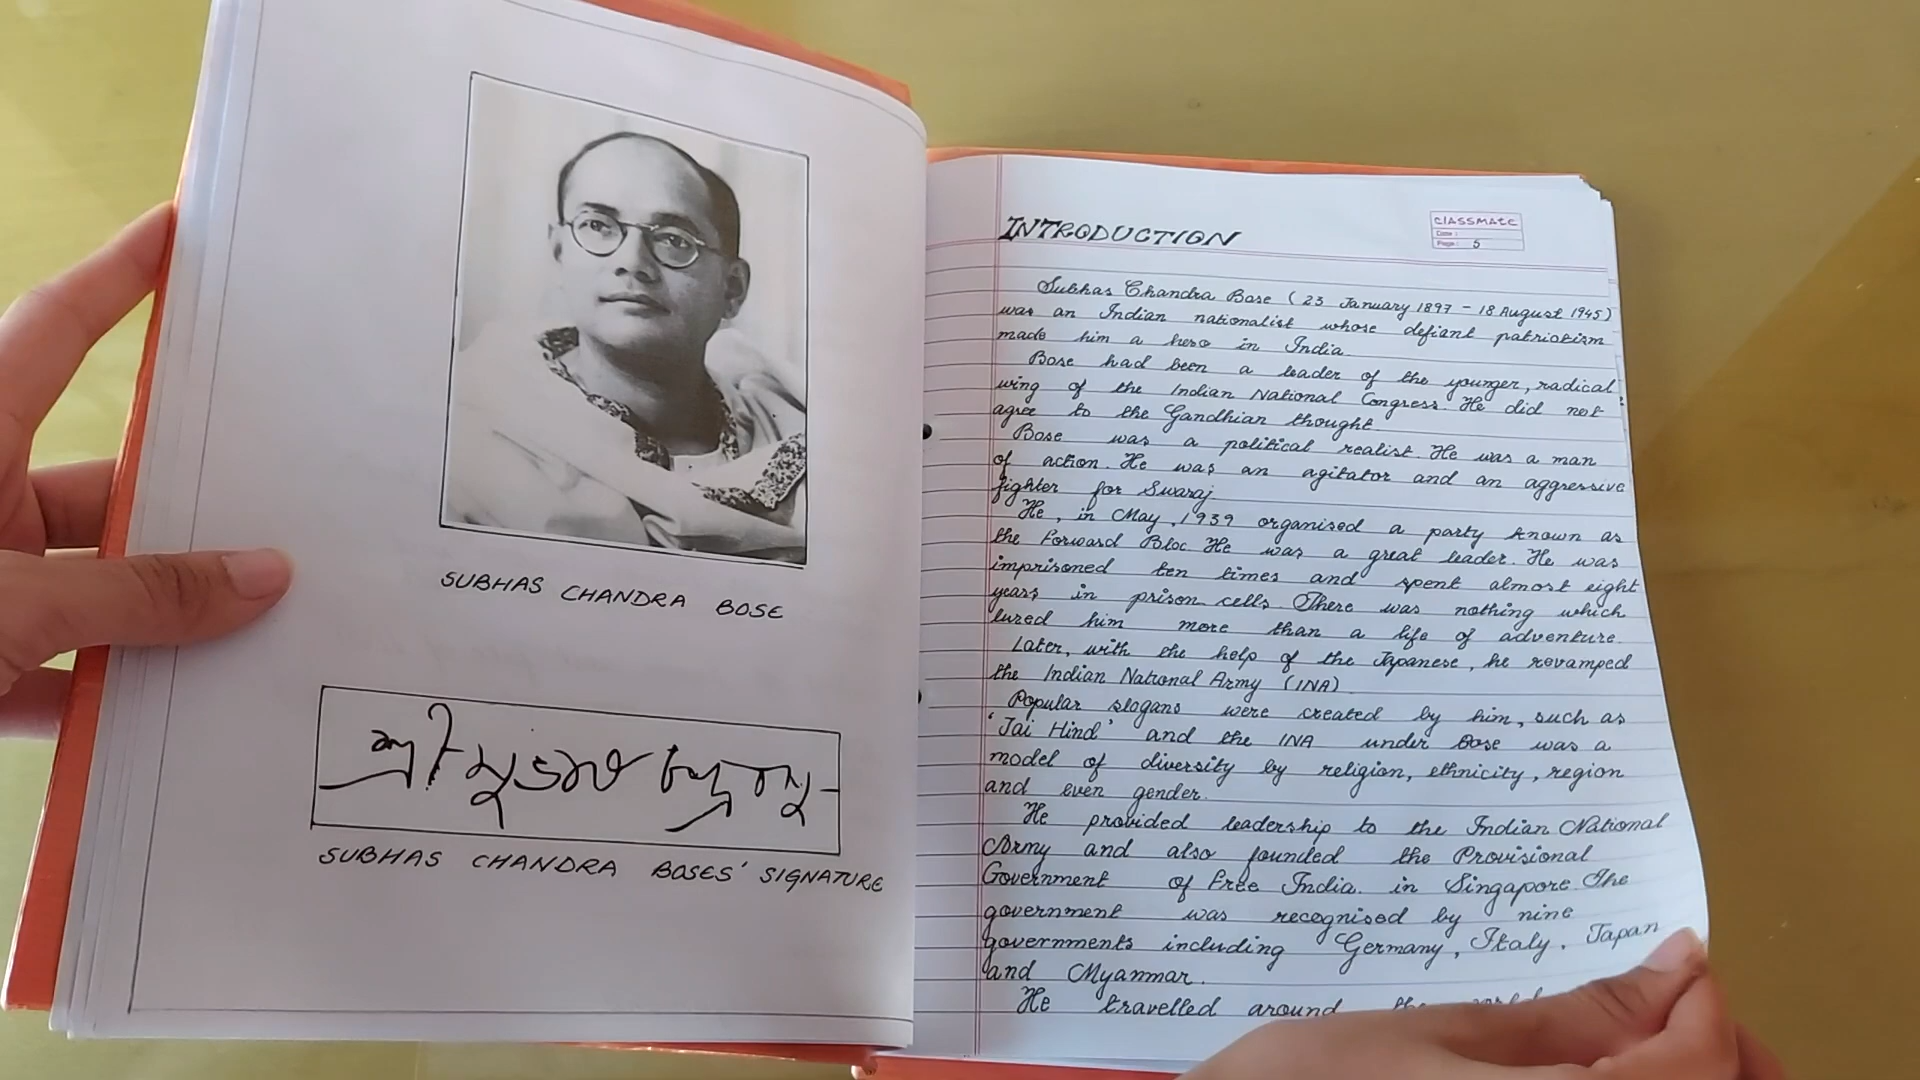 SUBHAS CHANDRA BOSE
শ্রী সুভাষ চন্দ্র বসু
SUBHAS CHANDRA BOSES' SIGNATURE
INTRODUCTION
CLASSMATE
Date :
Page : 5
Subhas Chandra Bose (23 January 1897 - 18 August 1945)
was an Indian nationalist whose defiant patriotism
made him a hero in India.
Bose had been a leader of the younger, radical
wing of the Indian National Congress. He did not
agree to the Gandhian thought.
Bose was a political realist. He was a man
of action. He was an agitator and an aggressive
fighter for Swaraj.
He, in May, 1939 organised a party known as
the Forward Bloc. He was a great leader. He was
imprisoned ten times and spent almost eight
years in prison cells. There was nothing which
lured him more than a life of adventure.
Later, with the help of the Japanese, he revamped
the Indian National Army (INA).
Popular slogans were created by him, such as
'Jai Hind' and the INA under Bose was a
model of diversity by religion, ethnicity, region
and even gender.
He provided leadership to the Indian National
Army and also founded the Provisional
Government of Free India. in Singapore. The
government was recognised by nine
governments including Germany, Italy, Japan
and Myanmar.
He travelled around the